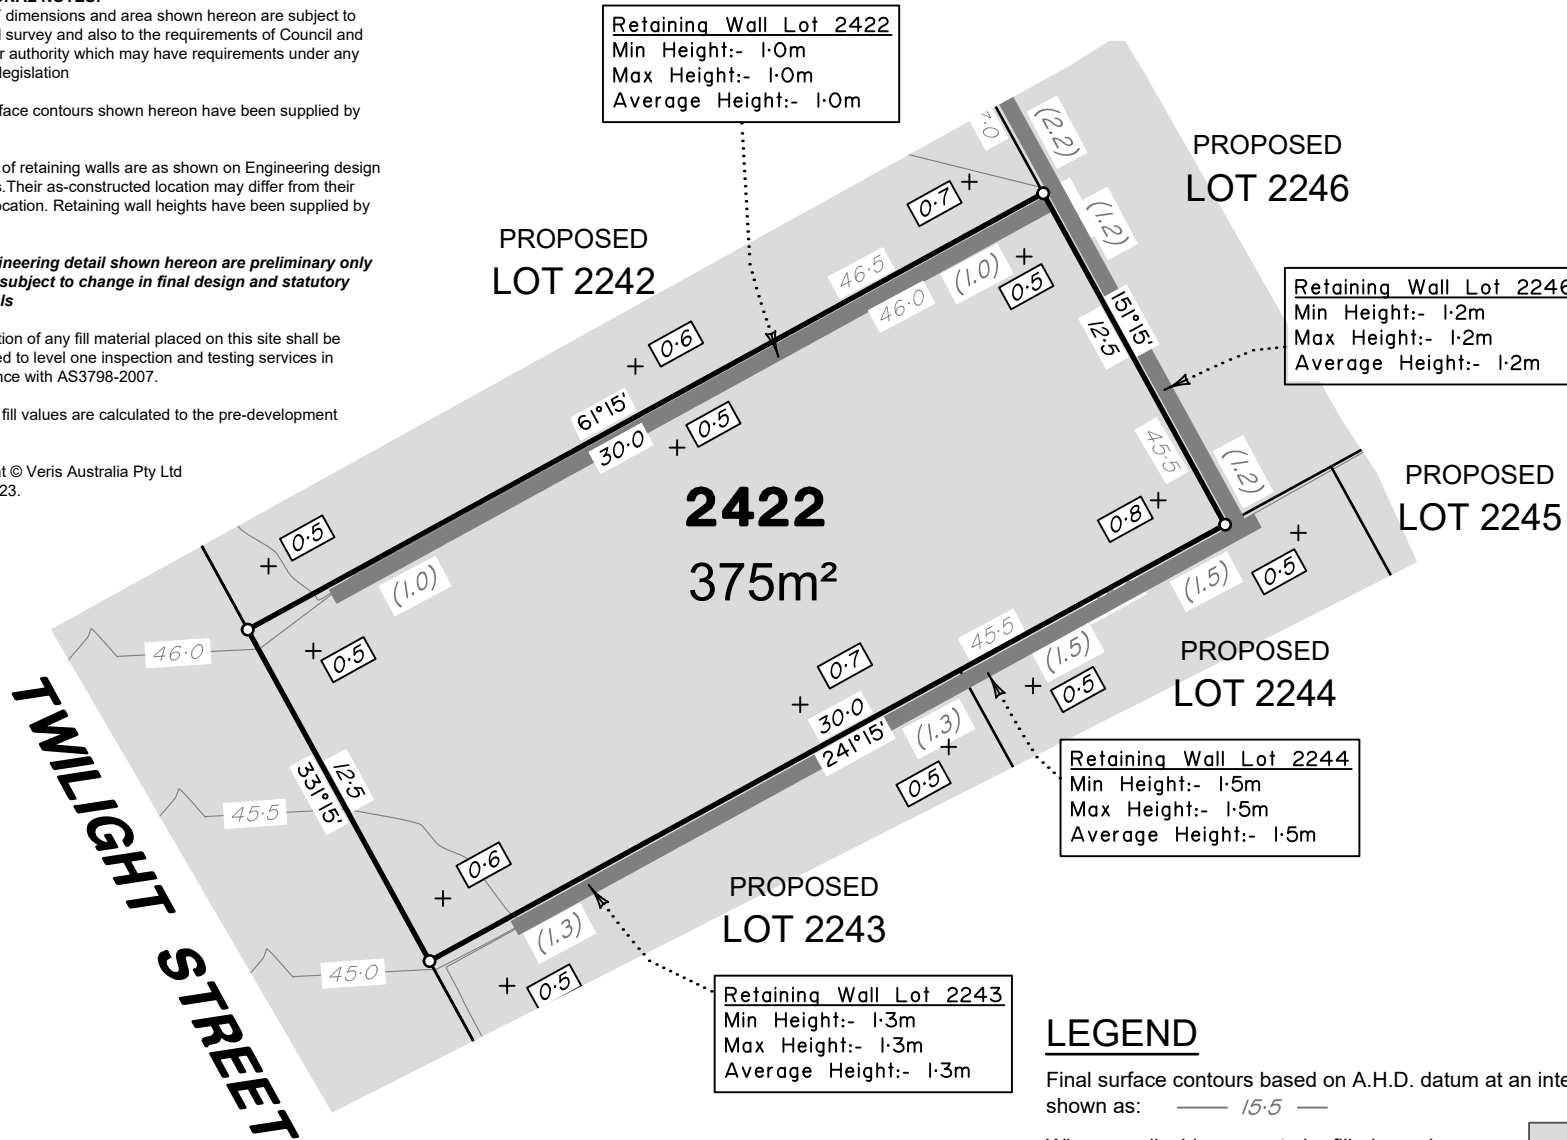 DIMENSIONS and area shown hereon are subject to
survey and also to the requirements of Council and
authority which may have requirements under any
legislation
contours shown hereon have been supplied by
of retaining walls are as shown on Engineering design
Their as-constructed location may differ from their
Retaining wall heights have been supplied by
detail shown hereon are preliminary only
subject to change in final design and statutory
of any fill material placed on this site shall be
to level one inspection and testing services in
with AS3798-2007.
fill values are calculated to the pre-development
© Veris Australia Pty Ltd
Retaining Wall Lot 2422
Min Height:- 1·0m
Max Height:- 1·0m
Average Height:- 1·0m
PROPOSED
LOT 2242
PROPOSED
LOT 2246
(2.2)
(1.2)
0·7
46·5
46·0
(1.0)
0·5
151°15'
12·5
Retaining Wall Lot 2246
Min Height:- 1·2m
Max Height:- 1·2m
Average Height:- 1·2m
0·6
61°15'
30·0
0·5
45·5
(1.2)
PROPOSED
LOT 2245
2422
375m²
0·8
0·5
(1.0)
(1.5)
0·5
46·0
0·5
45·5
(1.5)
0·5
PROPOSED
LOT 2244
0·7
30·0
241°15'
(1.3)
0·5
Retaining Wall Lot 2244
Min Height:- 1·5m
Max Height:- 1·5m
Average Height:- 1·5m
TWILIGHT STREET
331°15'
12·5
45·5
0·6
(1.3)
0·5
45·0
PROPOSED
LOT 2243
Retaining Wall Lot 2243
Min Height:- 1·3m
Max Height:- 1·3m
Average Height:- 1·3m
LEGEND
Final surface contours based on A.H.D. datum at an
shown as: 15·5